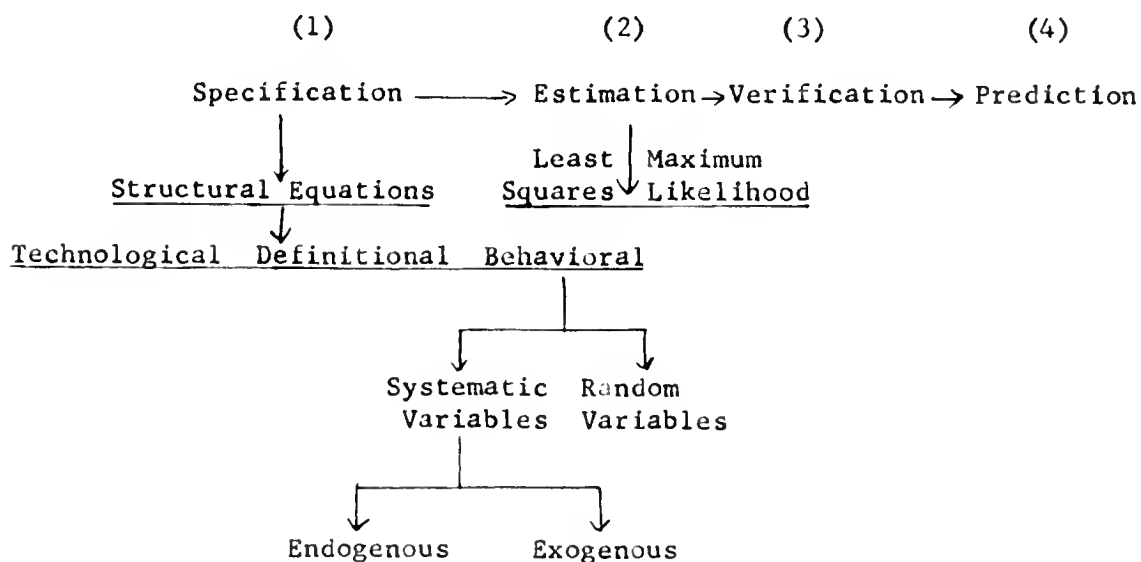 (1) (2) (3) (4)
Specification Estimation Verification Prediction
Least Maximum
Structural Equations Squares Likelihood
Technological Definitional Behavioral
Systematic Random
Variables Variables
Endogenous Exogenous